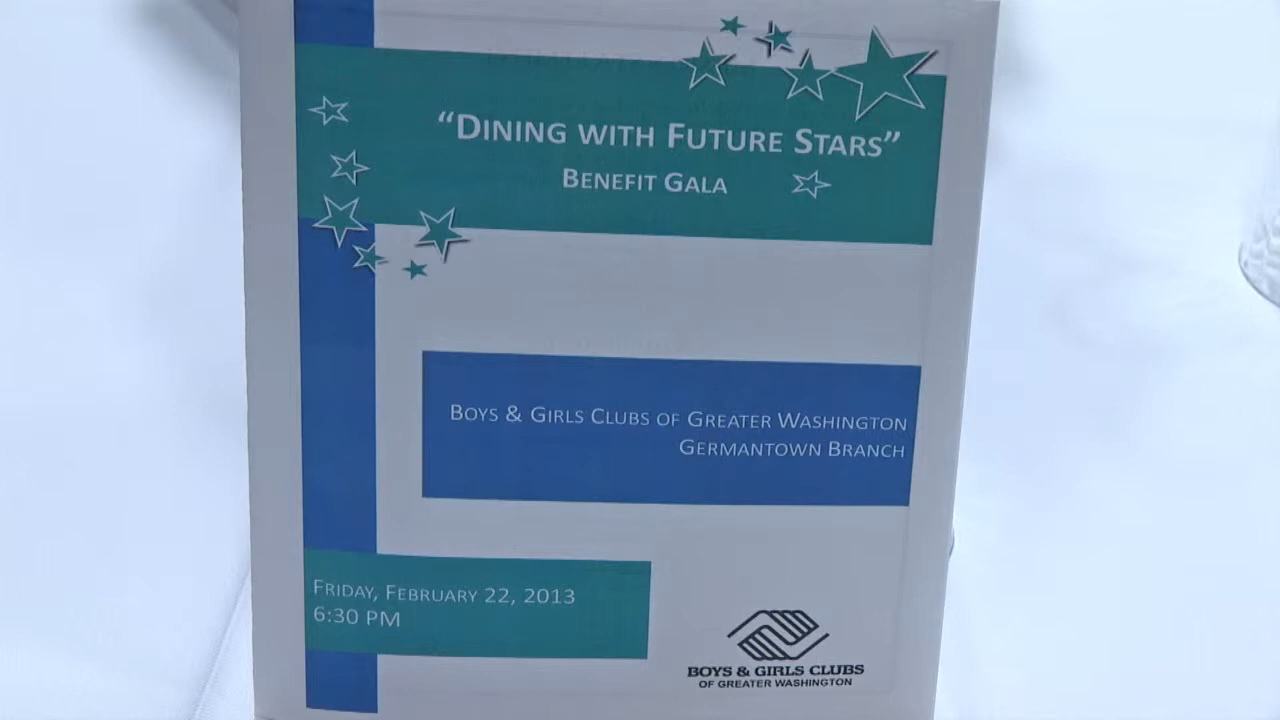 "Dining with Future Stars"
Benefit Gala
Boys & Girls Clubs of Greater Washington
Germantown Branch
Friday, February 22, 2013
6:30 PM
BOYS & GIRLS CLUBS
OF GREATER WASHINGTON